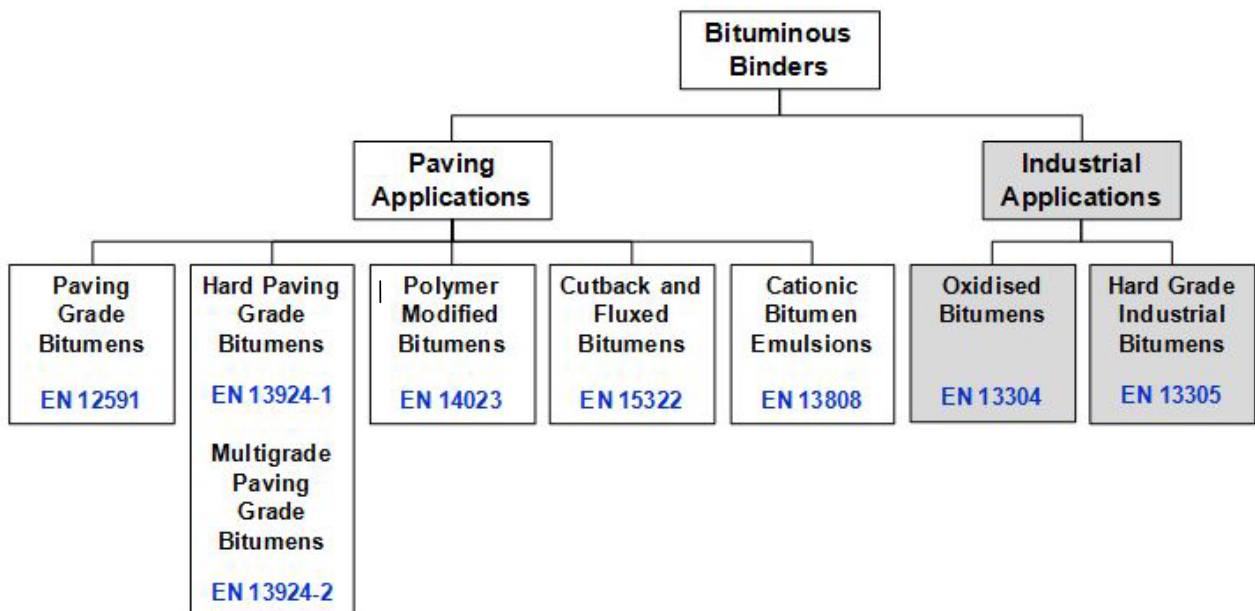 Bituminous
Binders
Paving
Applications
Industrial
Applications
Paving
Grade
Bitumens
EN 12591
Hard Paving
Grade
Bitumens
EN 13924-1
Multigrade
Paving
Grade
Bitumens
EN 13924-2
Polymer
Modified
Bitumens
EN 14023
Cutback and
Fluxed
Bitumens
EN 15322
Cationic
Bitumen
Emulsions
EN 13808
Oxidised
Bitumens
EN 13304
Hard Grade
Industrial
Bitumens
EN 13305